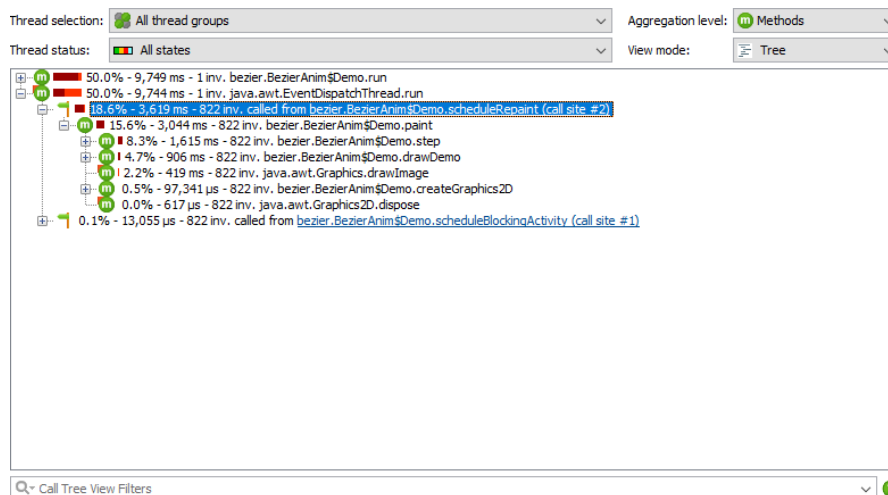 Thread selection: All thread groups Aggregation level: Methods
Thread status: All states View mode: Tree
50.0% - 9,749 ms - 1 inv. bezier.BezierAnim$Demo.run
50.0% - 9,744 ms - 1 inv. java.awt.EventDispatchThread.run
18.6% - 3,619 ms - 822 inv. called from bezier.BezierAnim$Demo.scheduleRepaint (call site #2)
15.6% - 3,044 ms - 822 inv. bezier.BezierAnim$Demo.paint
8.3% - 1,615 ms - 822 inv. bezier.BezierAnim$Demo.step
4.7% - 906 ms - 822 inv. bezier.BezierAnim$Demo.drawDemo
2.2% - 419 ms - 822 inv. java.awt.Graphics.drawImage
0.5% - 97,341 µs - 822 inv. bezier.BezierAnim$Demo.createGraphics2D
0.0% - 617 µs - 822 inv. java.awt.Graphics2D.dispose
0.1% - 13,055 µs - 822 inv. called from bezier.BezierAnim$Demo.scheduleBlockingActivity (call site #1)
Call Tree View Filters